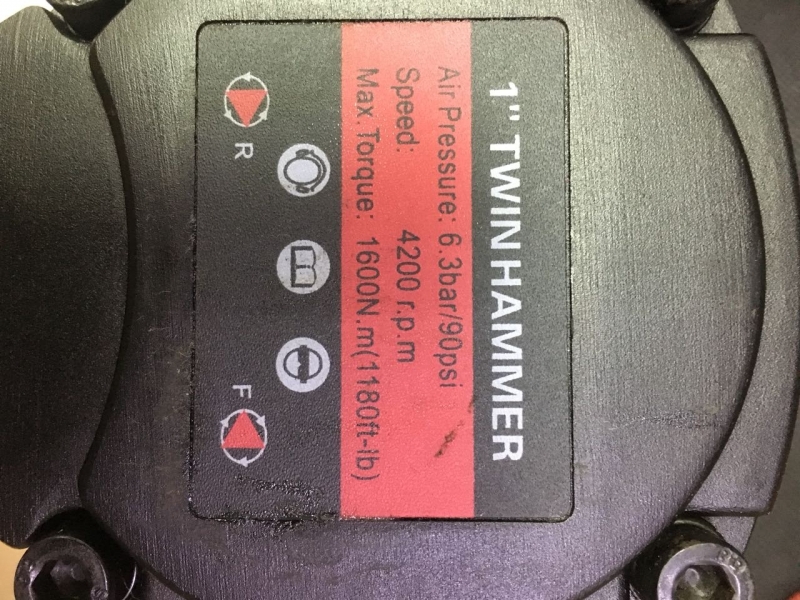 1" TWIN HAMMER
Air Pressure: 6.3bar/90psi
Speed: 4200 r.p.m
Max.Torque: 1600N.m(1180ft-lb)
R
F